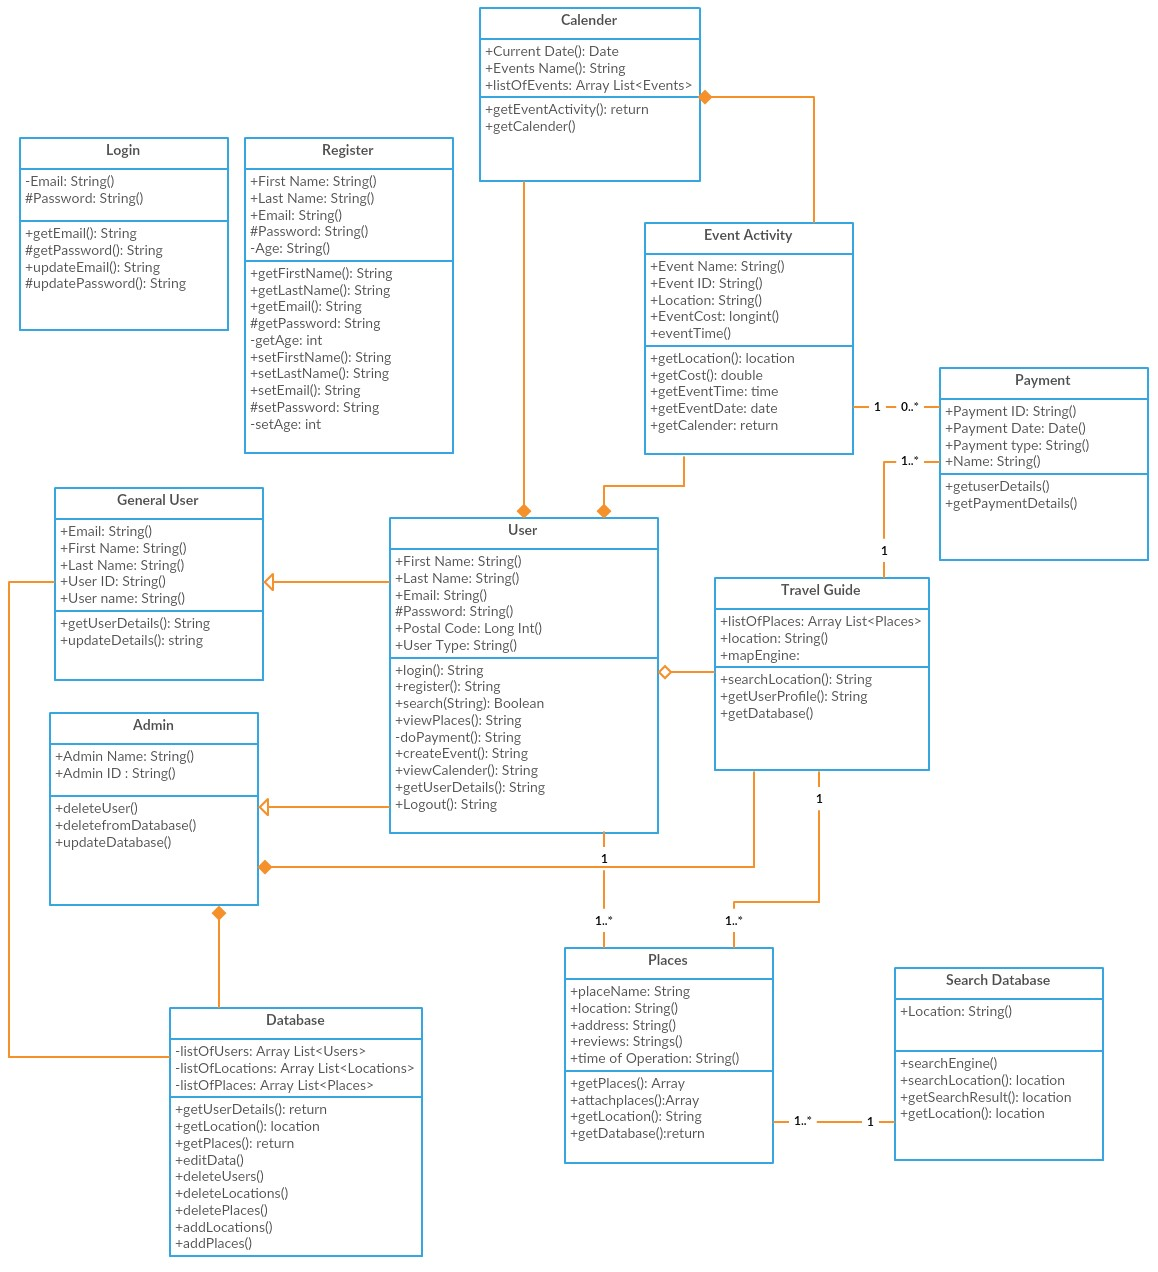 Calender
+Current Date(): Date
+Events Name(): String
+listOfEvents: Array List<Events>
+getEventActivity(): return
+getCalender()
Login
-Email: String()
#Password: String()
+getEmail(): String
#getPassword(): String
+updateEmail(): String
#updatePassword(): String
Register
+First Name: String()
+Last Name: String()
+Email: String()
#Password: String()
-Age: String()
+getFirstName(): String
+getLastName(): String
+getEmail(): String
#getPassword: String
-getAge: int
+setFirstName(): String
+setLastName(): String
+setEmail(): String
#setPassword: String
-setAge: int
Event Activity
+Event Name: String()
+Event ID: String()
+Location: String()
+EventCost: longint()
+eventTime()
+getLocation(): location
+getCost(): double
+getEventTime: time
+getEventDate: date
+getCalender: return
1
0..*
Payment
+Payment ID: String()
+Payment Date: Date()
+Payment type: String()
+Name: String()
+getuserDetails()
+getPaymentDetails()
1..*
1
General User
+Email: String()
+First Name: String()
+Last Name: String()
+User ID: String()
+User name: String()
+getUserDetails(): String
+updateDetails(): string
User
+First Name: String()
+Last Name: String()
+Email: String()
#Password: String()
+Postal Code: Long Int()
+User Type: String()
+login(): String
+register(): String
+search(String): Boolean
+viewPlaces(): String
-doPayment(): String
+createEvent(): String
+viewCalender(): String
+getUserDetails(): String
+Logout(): String
Travel Guide
+listOfPlaces: Array List<Places>
+location: String()
+mapEngine:
+searchLocation(): String
+getUserProfile(): String
+getDatabase()
Admin
+Admin Name: String()
+Admin ID : String()
+deleteUser()
+deletefromDatabase()
+updateDatabase()
1
1
1..*
1..*
Places
+placeName: String
+location: String()
+address: String()
+reviews: Strings()
+time of Operation: String()
+getPlaces(): Array
+attachplaces():Array
+getLocation(): String
+getDatabase():return
1..*
1
Search Database
+Location: String()
+searchEngine()
+searchLocation(): location
+getSearchResult(): location
+getLocation(): location
Database
-listOfUsers: Array List<Users>
-listOfLocations: Array List<Locations>
-listOfPlaces: Array List<Places>
+getUserDetails(): return
+getLocation(): location
+getPlaces(): return
+editData()
+deleteUsers()
+deleteLocations()
+deletePlaces()
+addLocations()
+addPlaces()